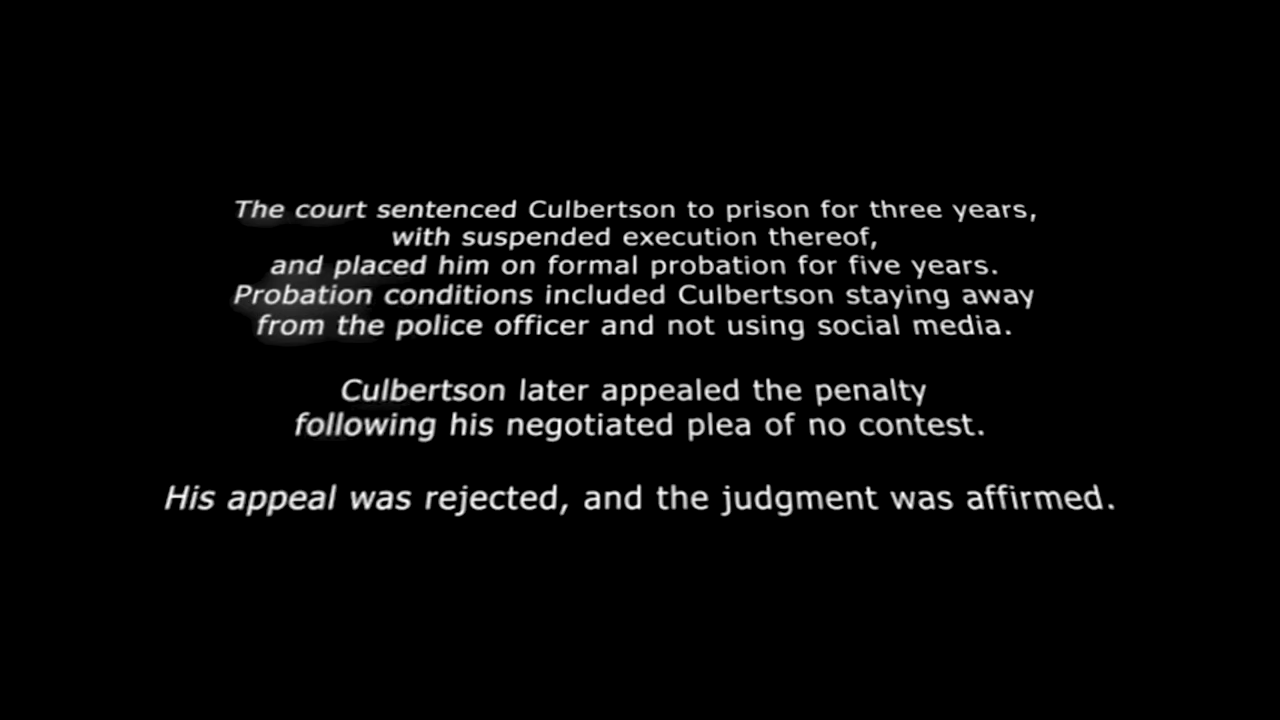 The court sentenced Culbertson to prison for three years,
with suspended execution thereof,
and placed him on formal probation for five years.
Probation conditions included Culbertson staying away
from the police officer and not using social media.
Culbertson later appealed the penalty
following his negotiated plea of no contest.
His appeal was rejected, and the judgment was affirmed.